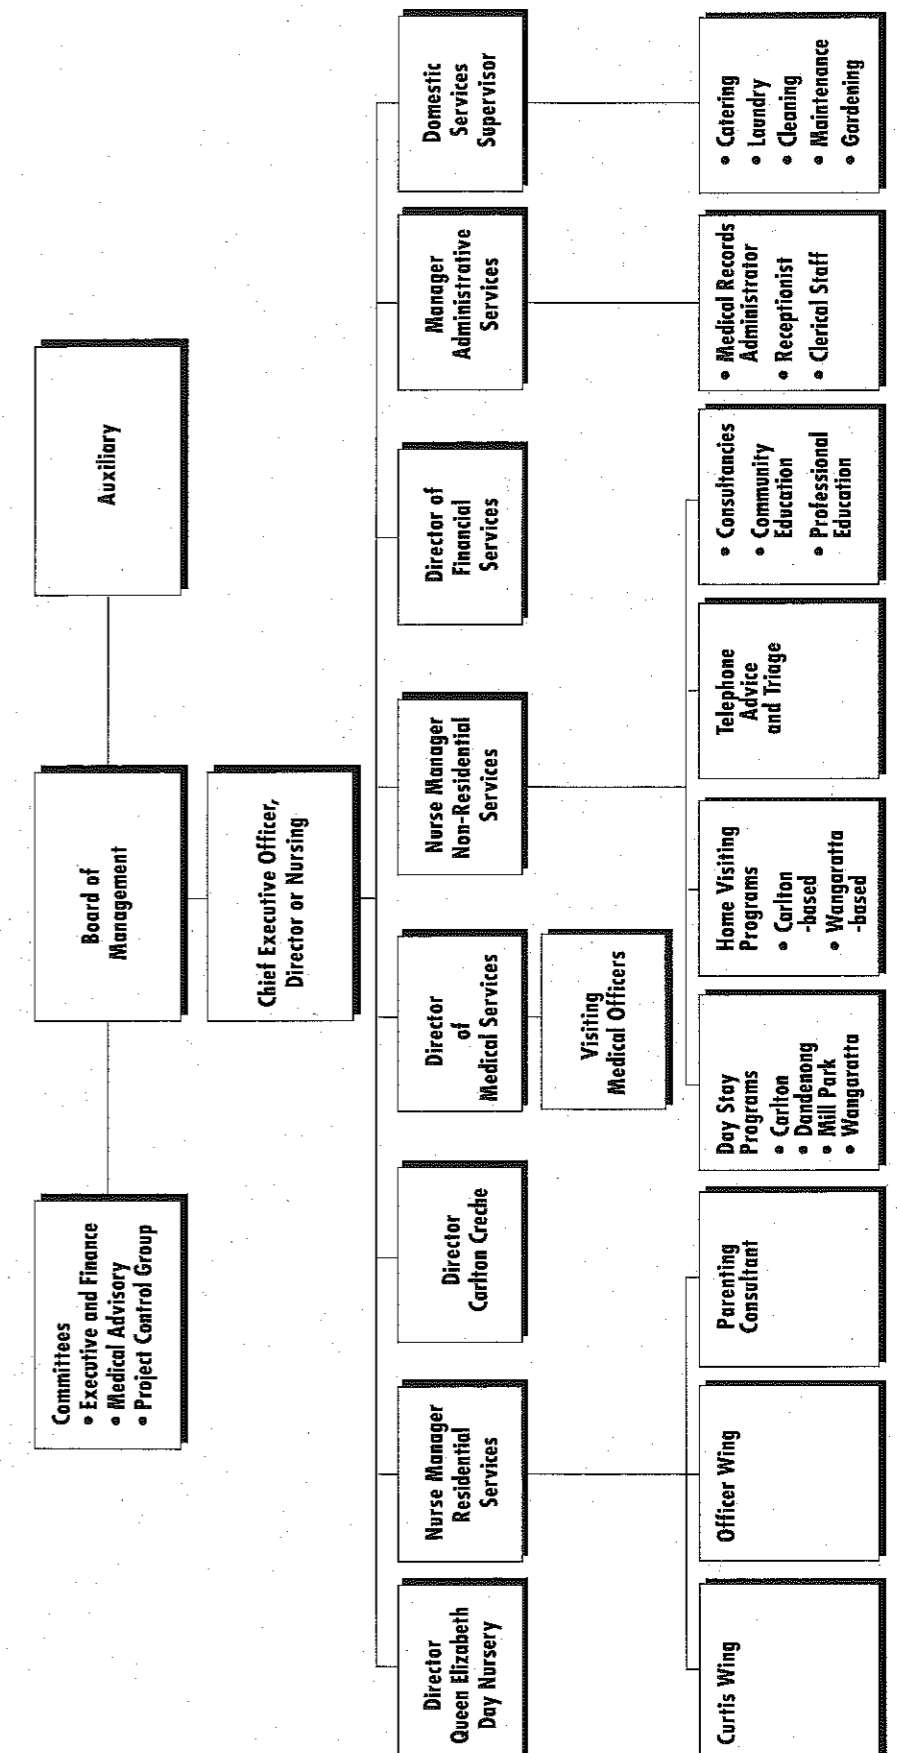 Committees
• Executive and Finance
• Medical Advisory
• Project Control Group
Board of
Management
Auxiliary
Chief Executive Officer,
Director or Nursing
Director
Queen Elizabeth
Day Nursery
Nurse Manager
Residential
Services
Director
Carlton Creche
Director
of
Medical Services
Nurse Manager
Non-Residential
Services
Director of
Financial
Services
Manager
Administrative
Services
Domestic
Services
Supervisor
Visiting
Medical Officers
Curtis Wing
Officer Wing
Parenting
Consultant
Day Stay
Programs
• Carlton
• Dandenong
• Mill Park
• Wangaratta
Home Visiting
Programs
• Carlton
-based
• Wangaratta
-based
Telephone
Advice
and Triage
• Consultancies
• Community
Education
• Professional
Education
• Medical Records
Administrator
• Receptionist
• Clerical Staff
• Catering
• Laundry
• Cleaning
• Maintenance
• Gardening